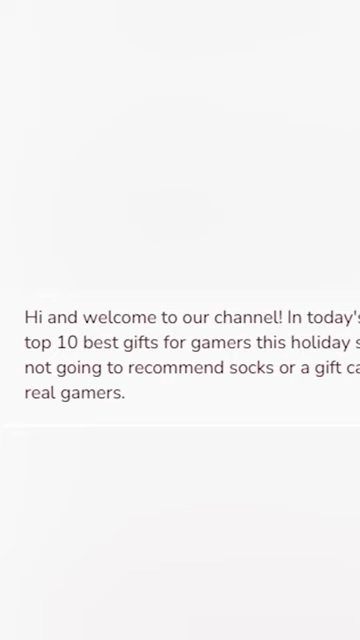 Hi and welcome to our channel! In today's
top 10 best gifts for gamers this holiday
not going to recommend socks or a gift
real gamers.